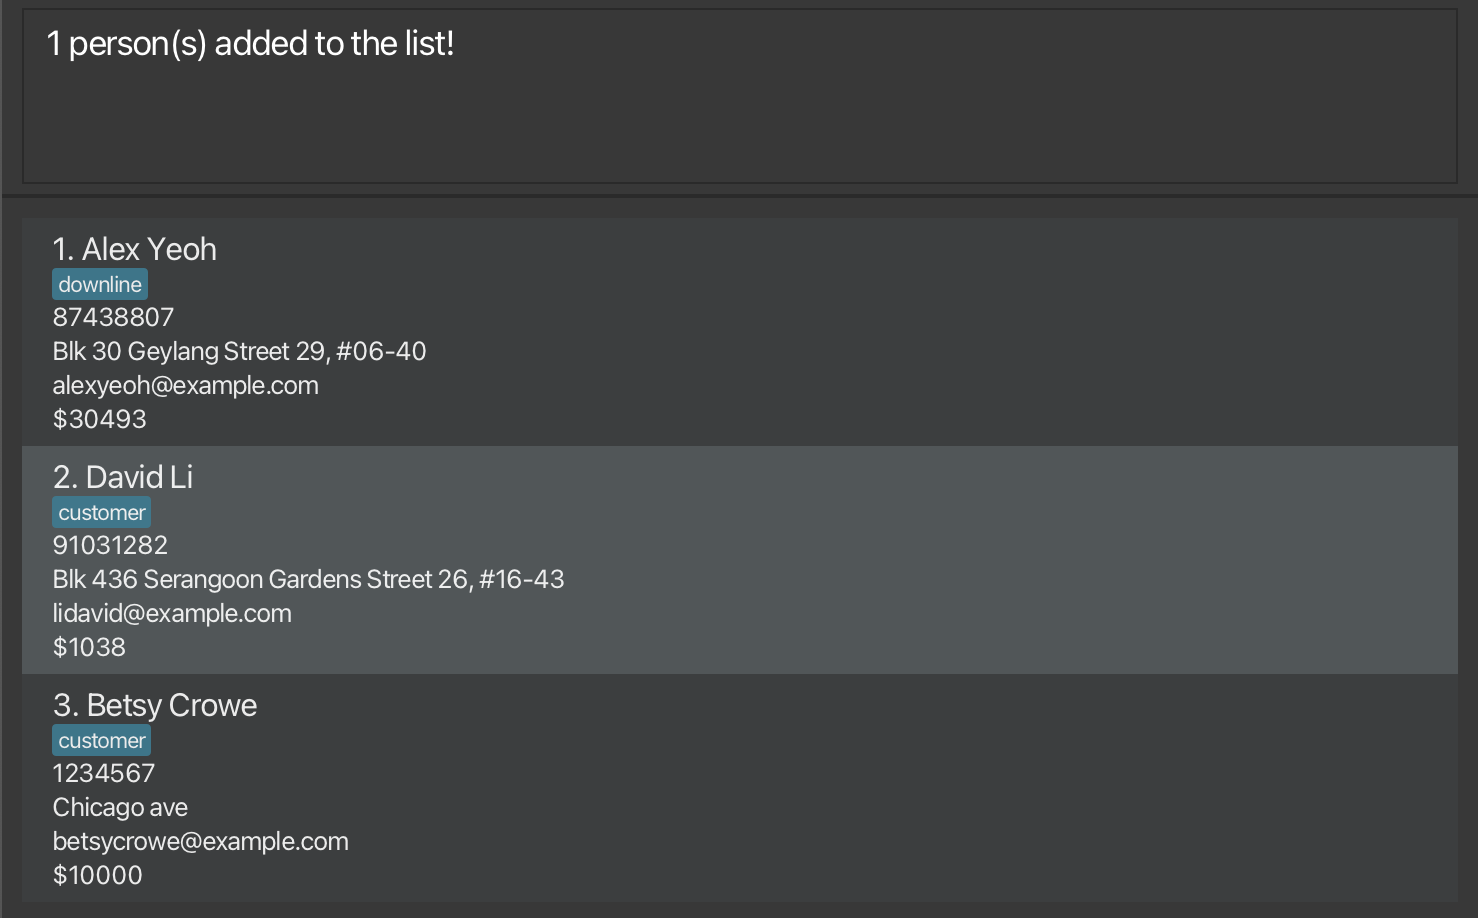 1 person(s) added to the list!
1. Alex Yeoh
downline
87438807
Blk 30 Geylang Street 29, #06-40
alexyeoh@example.com
$30493
2. David Li
customer
91031282
Blk 436 Serangoon Gardens Street 26, #16-43
lidavid@example.com
$1038
3. Betsy Crowe
customer
1234567
Chicago ave
betsycrowe@example.com
$10000